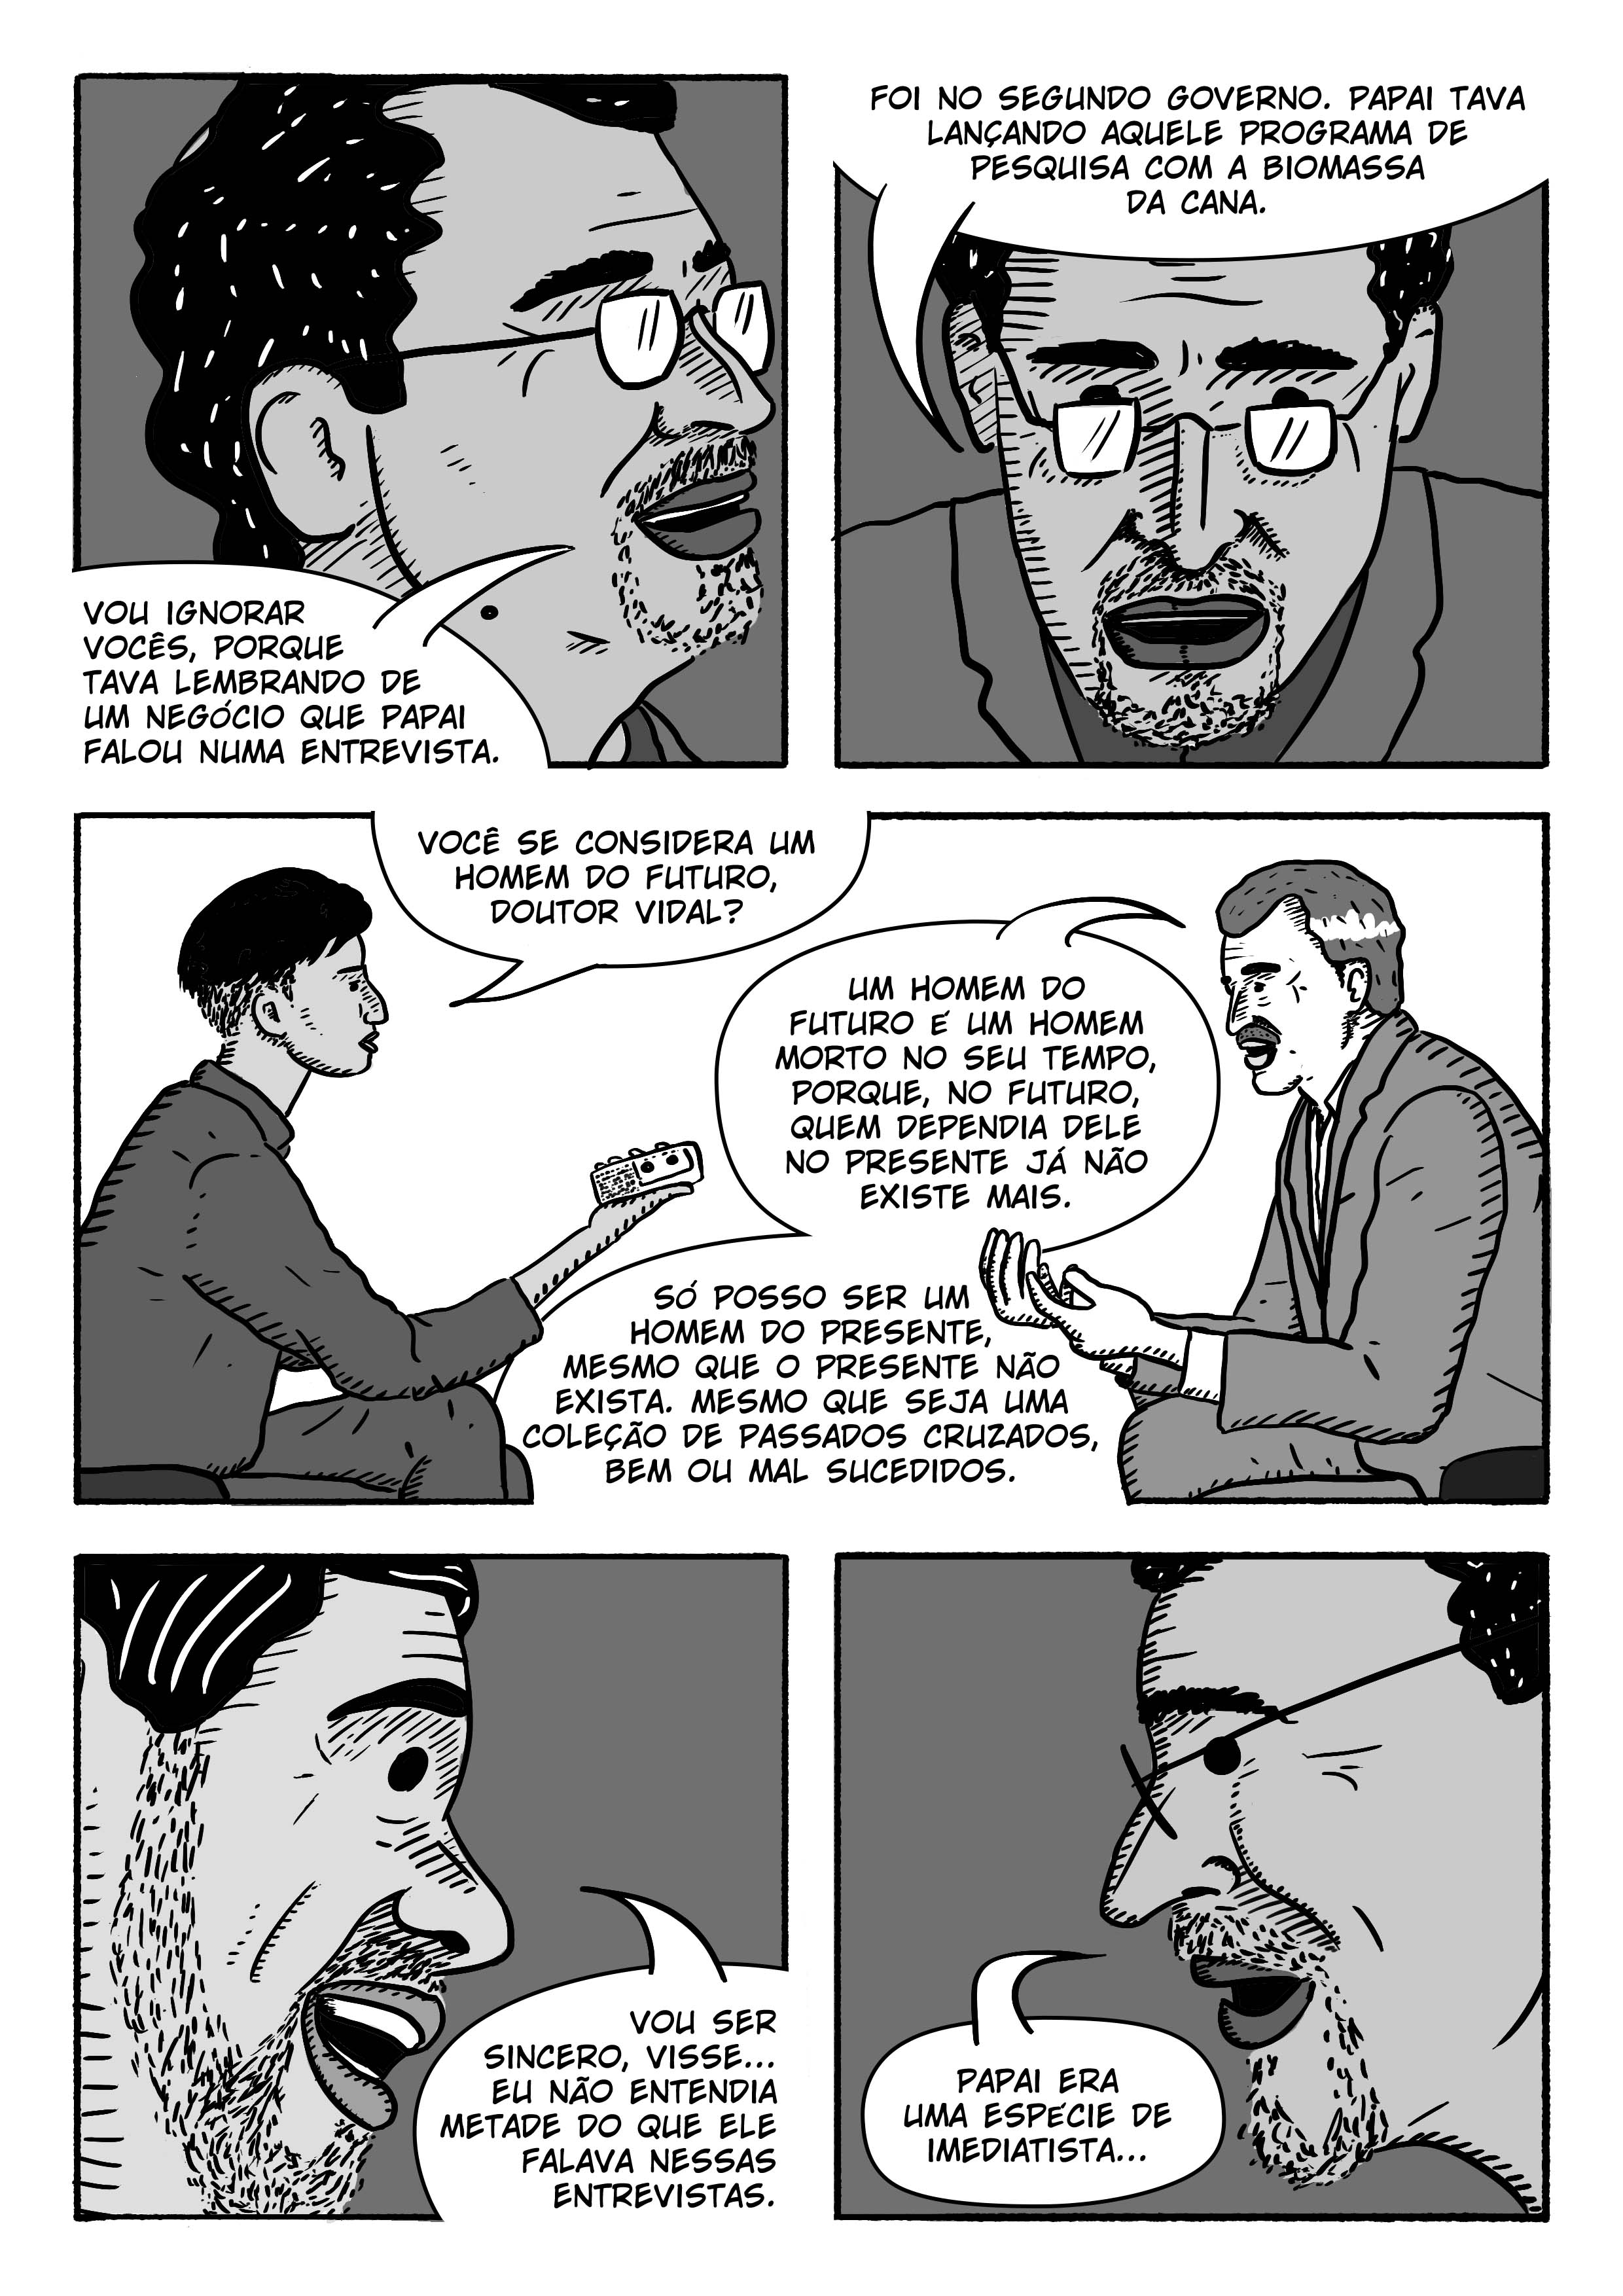 VOU IGNORAR
VOCÊS, PORQUE
TAVA LEMBRANDO DE
UM NEGÓCIO QUE PAPAI
FALOU NUMA ENTREVISTA.
FOI NO SEGUNDO GOVERNO. PAPAI TAVA
LANÇANDO AQUELE PROGRAMA DE
PESQUISA COM A BIOMASSA
DA CANA.
VOCÊ SE CONSIDERA UM
HOMEM DO FUTURO,
DOUTOR VIDAL?
UM HOMEM DO
FUTURO É UM HOMEM
MORTO NO SEU TEMPO,
PORQUE, NO FUTURO,
QUEM DEPENDIA DELE
NO PRESENTE JÁ NÃO
EXISTE MAIS.
SÓ POSSO SER UM
HOMEM DO PRESENTE,
MESMO QUE O PRESENTE NÃO
EXISTA. MESMO QUE SEJA UMA
COLEÇÃO DE PASSADOS CRUZADOS,
BEM OU MAL SUCEDIDOS.
VOU SER
SINCERO, VISSE...
EU NÃO ENTENDIA
METADE DO QUE ELE
FALAVA NESSAS
ENTREVISTAS.
PAPAI ERA
UMA ESPÉCIE DE
IMEDIATISTA...